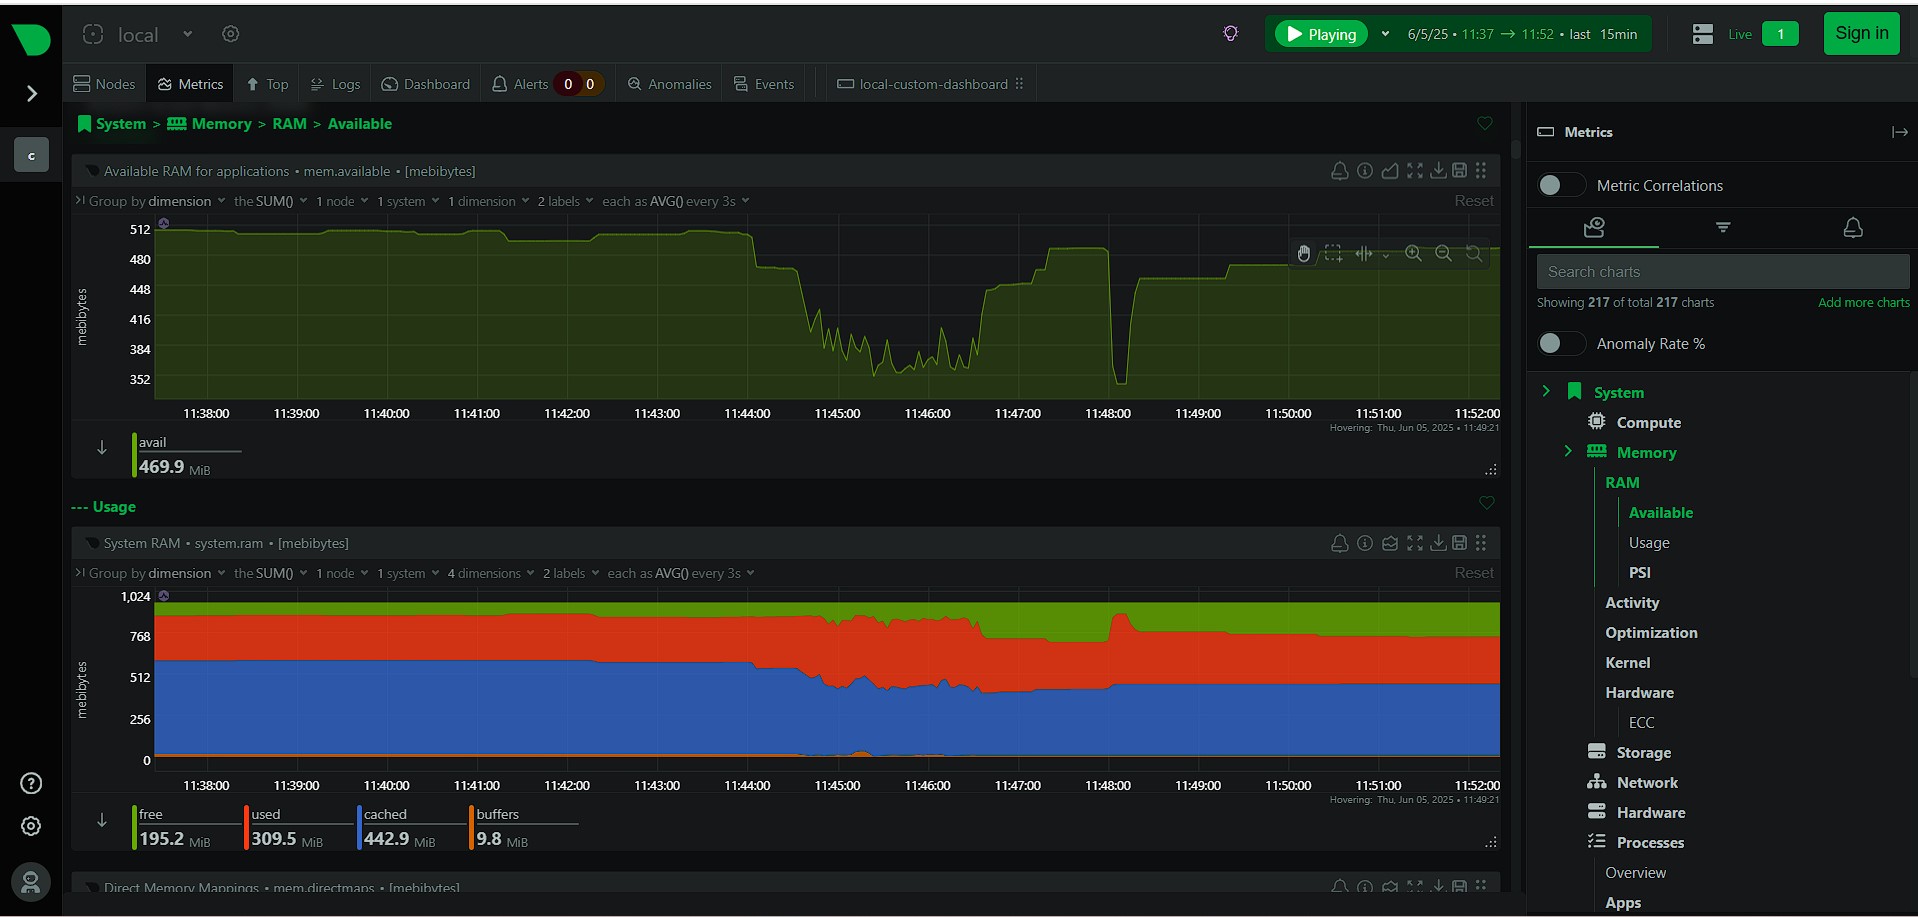 local
Playing 6/5/25 • 11:37 → 11:52 • last 15min
Live 1 Sign in
Nodes Metrics Top Logs Dashboard Alerts 0 0 Anomalies Events local-custom-dashboard
c
System > Memory > RAM > Available
Available RAM for applications • mem.available • [mebibytes]
Group by dimension the SUM() 1 node 1 system 1 dimension 2 labels each as AVG() every 3s Reset
mebibytes
512
480
448
416
384
352
11:38:00 11:39:00 11:40:00 11:41:00 11:42:00 11:43:00 11:44:00 11:45:00 11:46:00 11:47:00 11:48:00 11:49:00 11:50:00 11:51:00 11:52:00
Hovering: Thu, Jun 05, 2025 • 11:49:21
avail
469.9 MiB
--- Usage
System RAM • system.ram • [mebibytes]
Group by dimension the SUM() 1 node 1 system 4 dimensions 2 labels each as AVG() every 3s Reset
mebibytes
1,024
768
512
256
0
11:38:00 11:39:00 11:40:00 11:41:00 11:42:00 11:43:00 11:44:00 11:45:00 11:46:00 11:47:00 11:48:00 11:49:00 11:50:00 11:51:00 11:52:00
Hovering: Thu, Jun 05, 2025 • 11:49:21
free used cached buffers
195.2 MiB 309.5 MiB 442.9 MiB 9.8 MiB
Direct Memory Mappings • mem.directmaps • [mebibytes]
Metrics
Metric Correlations
Search charts
Showing 217 of total 217 charts Add more charts
Anomaly Rate %
System
Compute
Memory
RAM
Available
Usage
PSI
Activity
Optimization
Kernel
Hardware
ECC
Storage
Network
Hardware
Processes
Overview
Apps